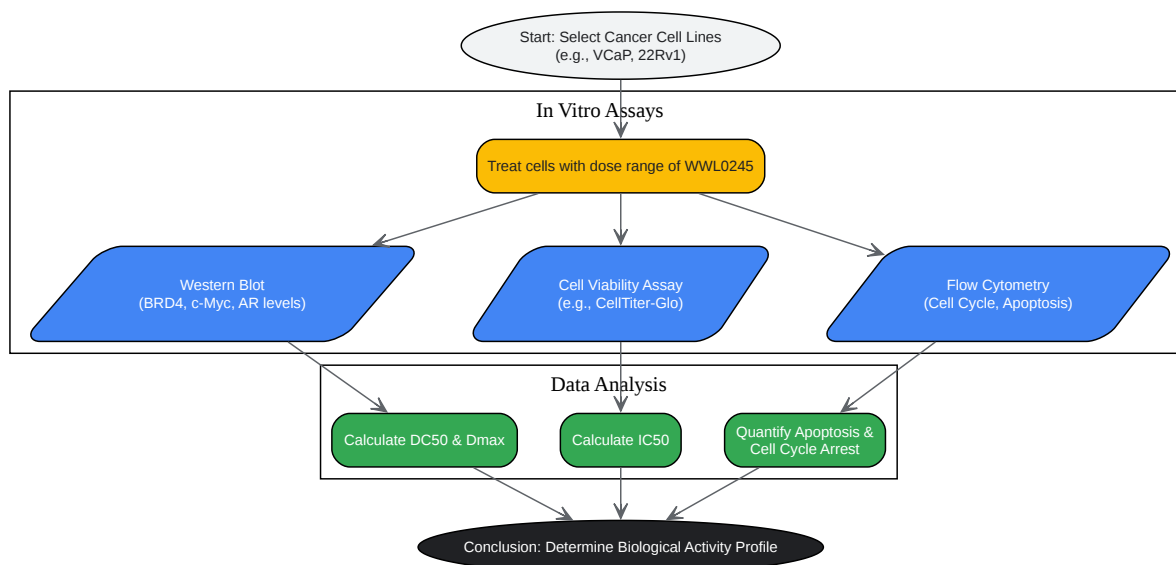 Start: Select Cancer Cell Lines
(e.g., VCaP, 22Rv1)
In Vitro Assays
Treat cells with dose range of WWL0245
Western Blot
(BRD4, c-Myc, AR levels)
Cell Viability Assay
(e.g., CellTiter-Glo)
Flow Cytometry
(Cell Cycle, Apoptosis)
Data Analysis
Calculate DC50 & Dmax
Calculate IC50
Quantify Apoptosis &
Cell Cycle Arrest
Conclusion: Determine Biological Activity Profile